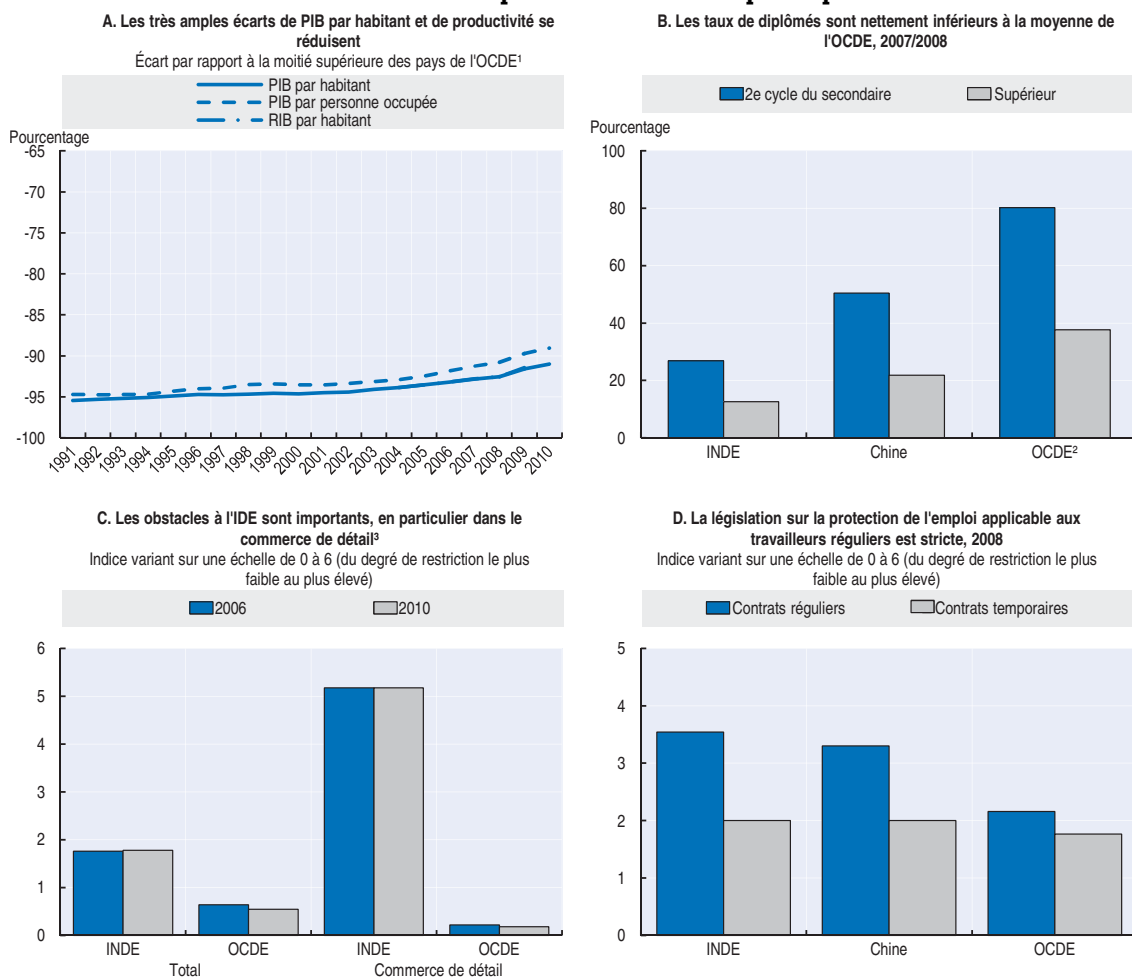 A. Les très amples écarts de PIB par habitant et de productivité se
réduisent
Écart par rapport à la moitié supérieure des pays de l'OCDE¹
PIB par habitant
PIB par personne occupée
RIB par habitant
Pourcentage
-65
-70
-75
-80
-85
-90
-95
-100
1991 1992 1993 1994 1995 1996 1997 1998 1999 2000 2001 2002 2003 2004 2005 2006 2007 2008 2009 2010
B. Les taux de diplômés sont nettement inférieurs à la moyenne de
l'OCDE, 2007/2008
2e cycle du secondaire Supérieur
Pourcentage
100
80
60
40
20
0
INDE Chine OCDE²
C. Les obstacles à l'IDE sont importants, en particulier dans le
commerce de détail³
Indice variant sur une échelle de 0 à 6 (du degré de restriction le plus
faible au plus élevé)
2006 2010
6
5
4
3
2
1
0
INDE OCDE INDE OCDE
Total Commerce de détail
D. La législation sur la protection de l'emploi applicable aux
travailleurs réguliers est stricte, 2008
Indice variant sur une échelle de 0 à 6 (du degré de restriction le plus
faible au plus élevé)
Contrats réguliers Contrats temporaires
5
4
3
2
1
0
INDE Chine OCDE